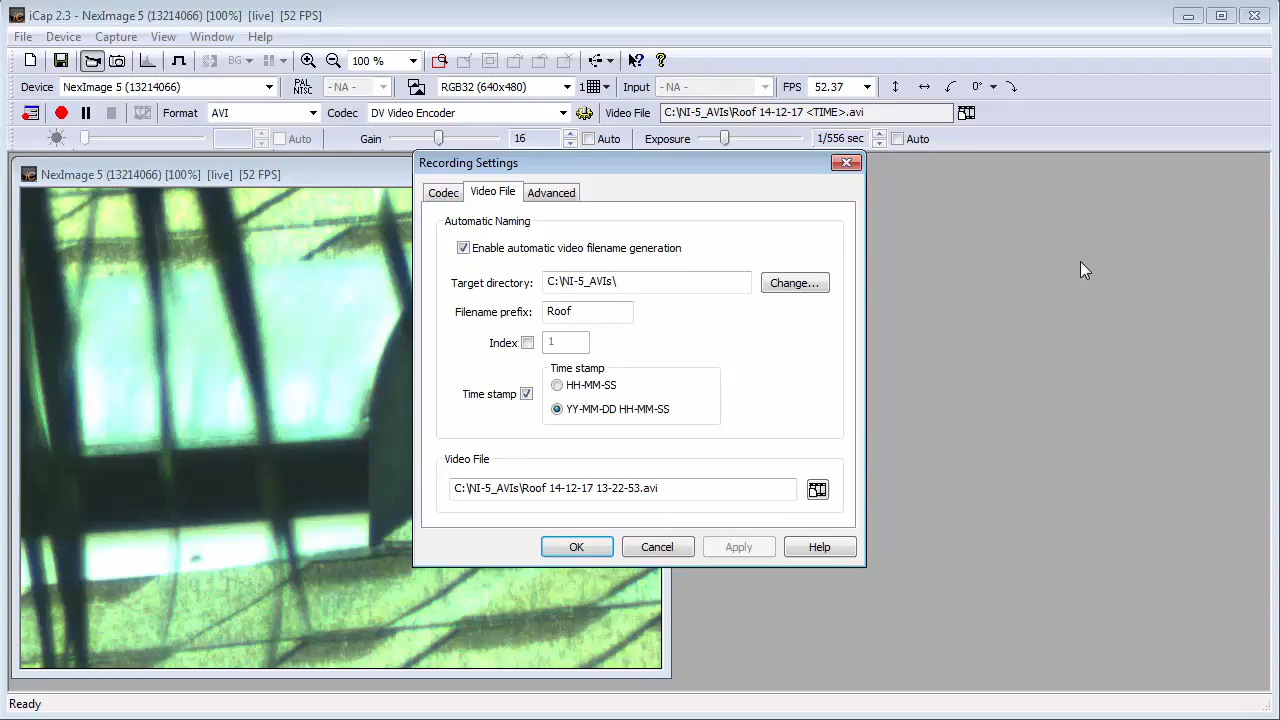 iCap 2.3 - NexImage 5 (13214066) [100%] [live] [52 FPS]
File Device Capture View Window Help
BG 100 %
Device NexImage 5 (13214066) PAL NTSC - NA - RGB32 (640x480) 1 Input - NA - FPS 52.37 0°
Format AVI Codec DV Video Encoder Video File C:\NI-5_AVIs\Roof 14-12-17 <TIME>.avi
Auto Gain 16 Auto Exposure 1/556 sec Auto
NexImage 5 (13214066) [100%] [live] [52 FPS]
Recording Settings
Codec Video File Advanced
Automatic Naming
Enable automatic video filename generation
Target directory: C:\NI-5_AVIs\ Change...
Filename prefix: Roof
Index 1
Time stamp
HH-MM-SS
Time stamp
YY-MM-DD HH-MM-SS
Video File
C:\NI-5_AVIs\Roof 14-12-17 13-22-53.avi
OK Cancel Apply Help
Ready